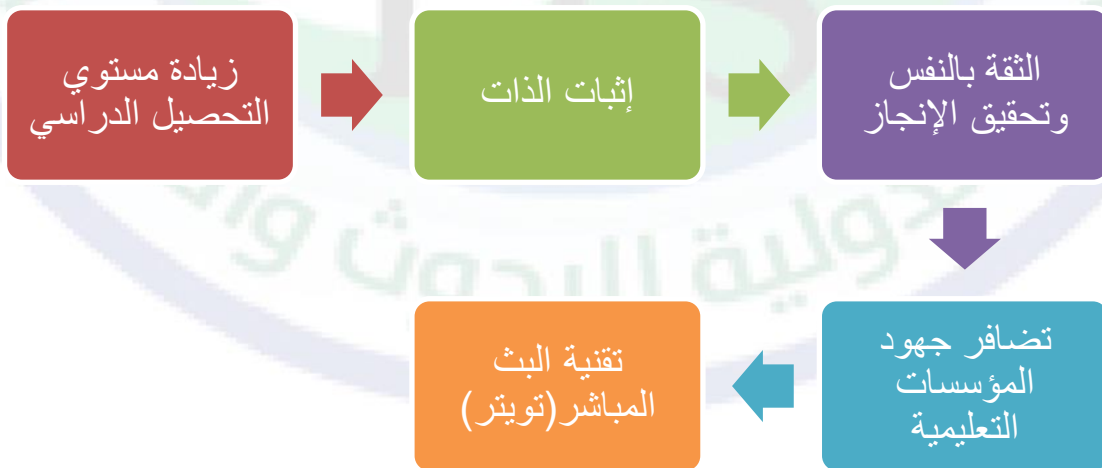 زيادة مستوي
التحصيل الدراسي
إثبات الذات
الثقة بالنفس
وتحقيق الإنجاز
تضافر جهود
المؤسسات
التعليمية
تقنية البث
المباشر(تويتر)